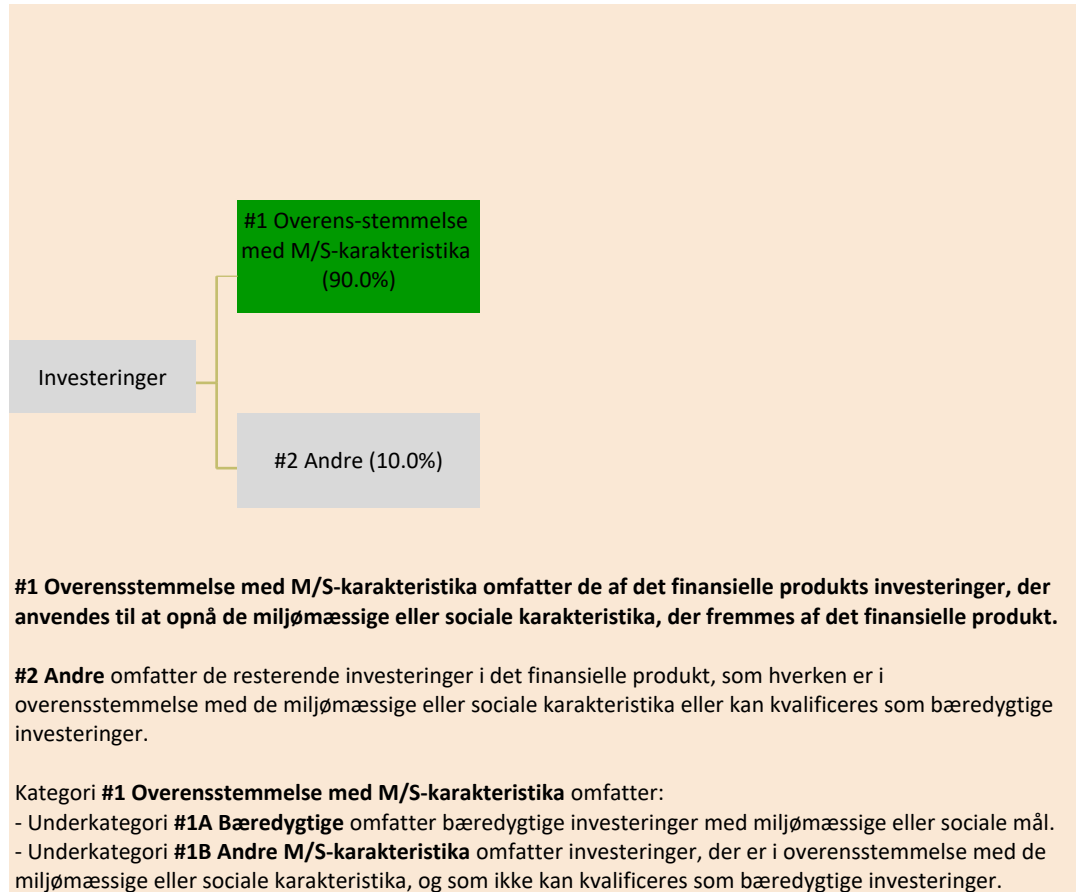 #1 Overens-stemmelse
med M/S-karakteristika
(90.0%)
Investeringer
#2 Andre (10.0%)
#1 Overensstemmelse med M/S-karakteristika omfatter de af det finansielle produkts investeringer, der
anvendes til at opnå de miljømæssige eller sociale karakteristika, der fremmes af det finansielle produkt.
#2 Andre omfatter de resterende investeringer i det finansielle produkt, som hverken er i
overensstemmelse med de miljømæssige eller sociale karakteristika eller kan kvalificeres som bæredygtige
investeringer.
Kategori #1 Overensstemmelse med M/S-karakteristika omfatter:
- Underkategori #1A Bæredygtige omfatter bæredygtige investeringer med miljømæssige eller sociale mål.
- Underkategori #1B Andre M/S-karakteristika omfatter investeringer, der er i overensstemmelse med de
miljømæssige eller sociale karakteristika, og som ikke kan kvalificeres som bæredygtige investeringer.